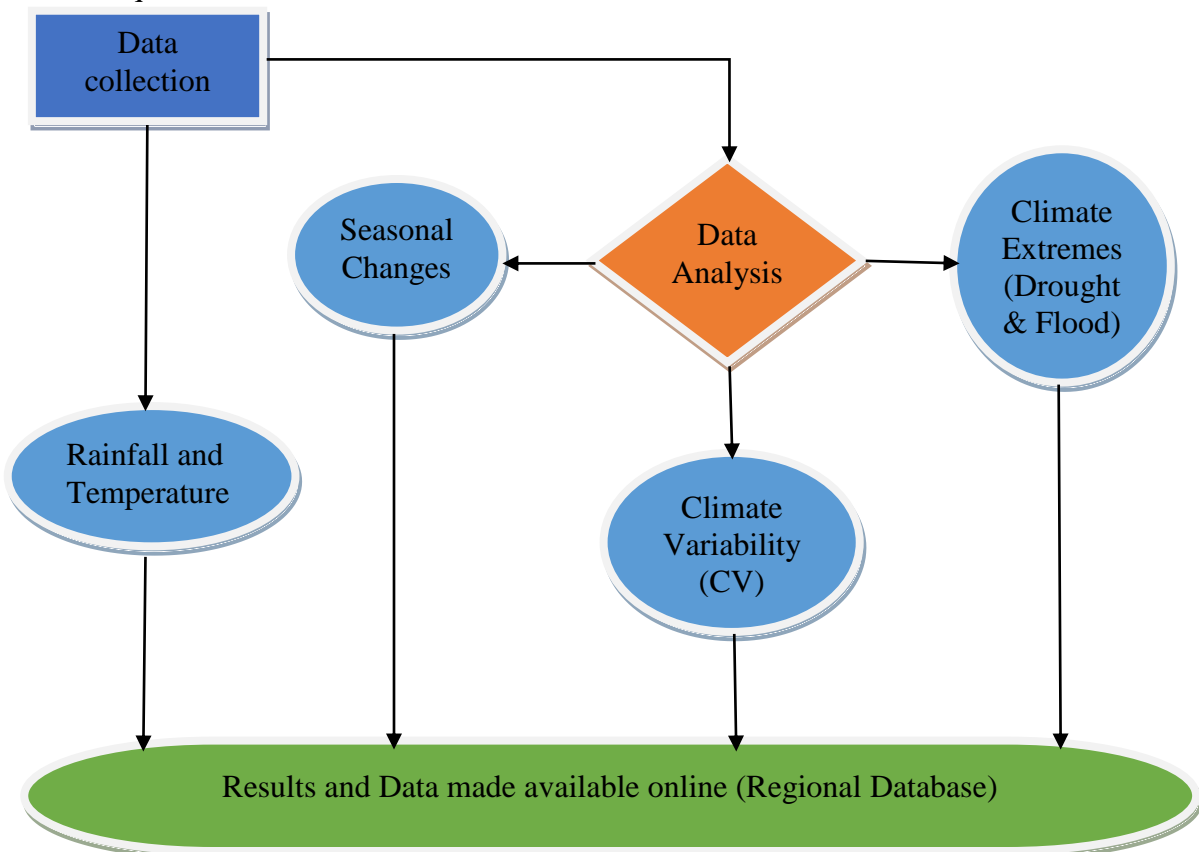 Data
collection
Seasonal
Changes
Data
Analysis
Climate
Extremes
(Drought
& Flood)
Rainfall and
Temperature
Climate
Variability
(CV)
Results and Data made available online (Regional Database)